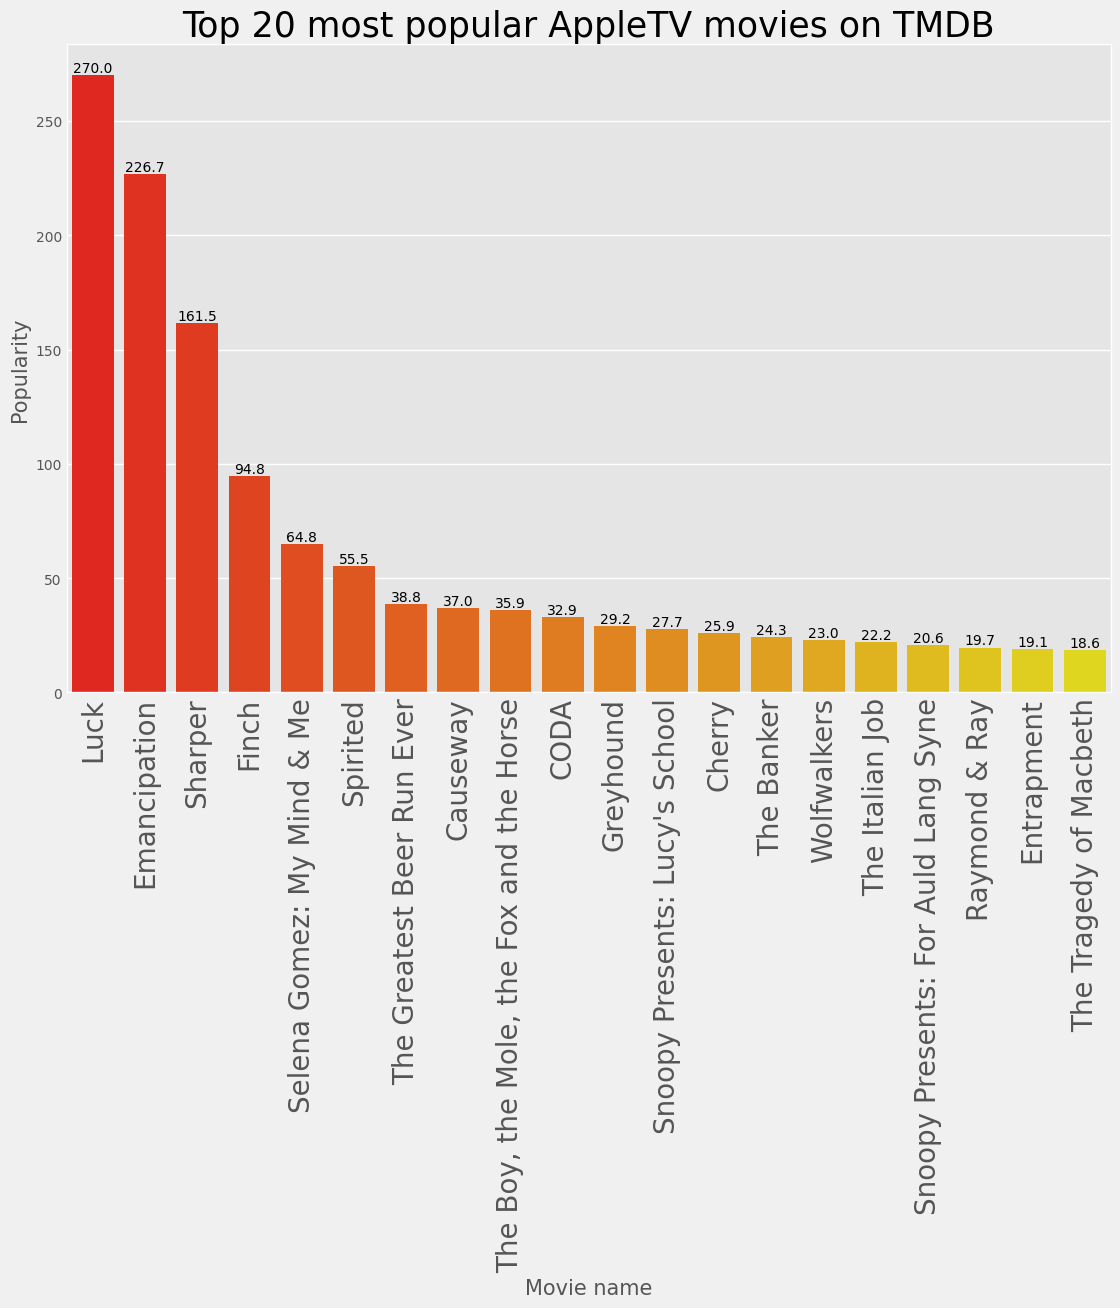 Top 20 most popular AppleTV movies on TMDB
Popularity
250
200
150
100
50
0
270.0
226.7
161.5
94.8
64.8
55.5
38.8
37.0
35.9
32.9
29.2
27.7
25.9
24.3
23.0
22.2
20.6
19.7
19.1
18.6
Luck
Emancipation
Sharper
Finch
Selena Gomez: My Mind & Me
Spirited
The Greatest Beer Run Ever
Causeway
The Boy, the Mole, the Fox and the Horse
CODA
Greyhound
Snoopy Presents: Lucy's School
Cherry
The Banker
Wolfwalkers
The Italian Job
Snoopy Presents: For Auld Lang Syne
Raymond & Ray
Entrapment
The Tragedy of Macbeth
Movie name